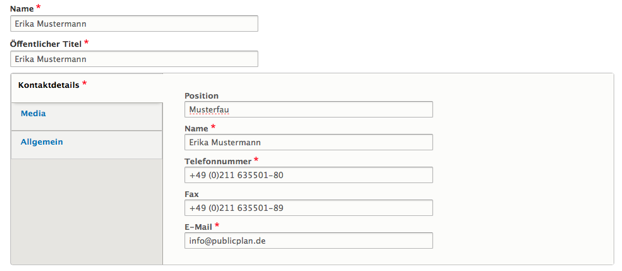 Name *
Erika Mustermann
Öffentlicher Titel *
Erika Mustermann
Kontaktdetails *
Media
Allgemein
Position
Musterfau
Name *
Erika Mustermann
Telefonnummer *
+49 (0)211 635501-80
Fax
+49 (0)211 635501-89
E-Mail *
info@publicplan.de